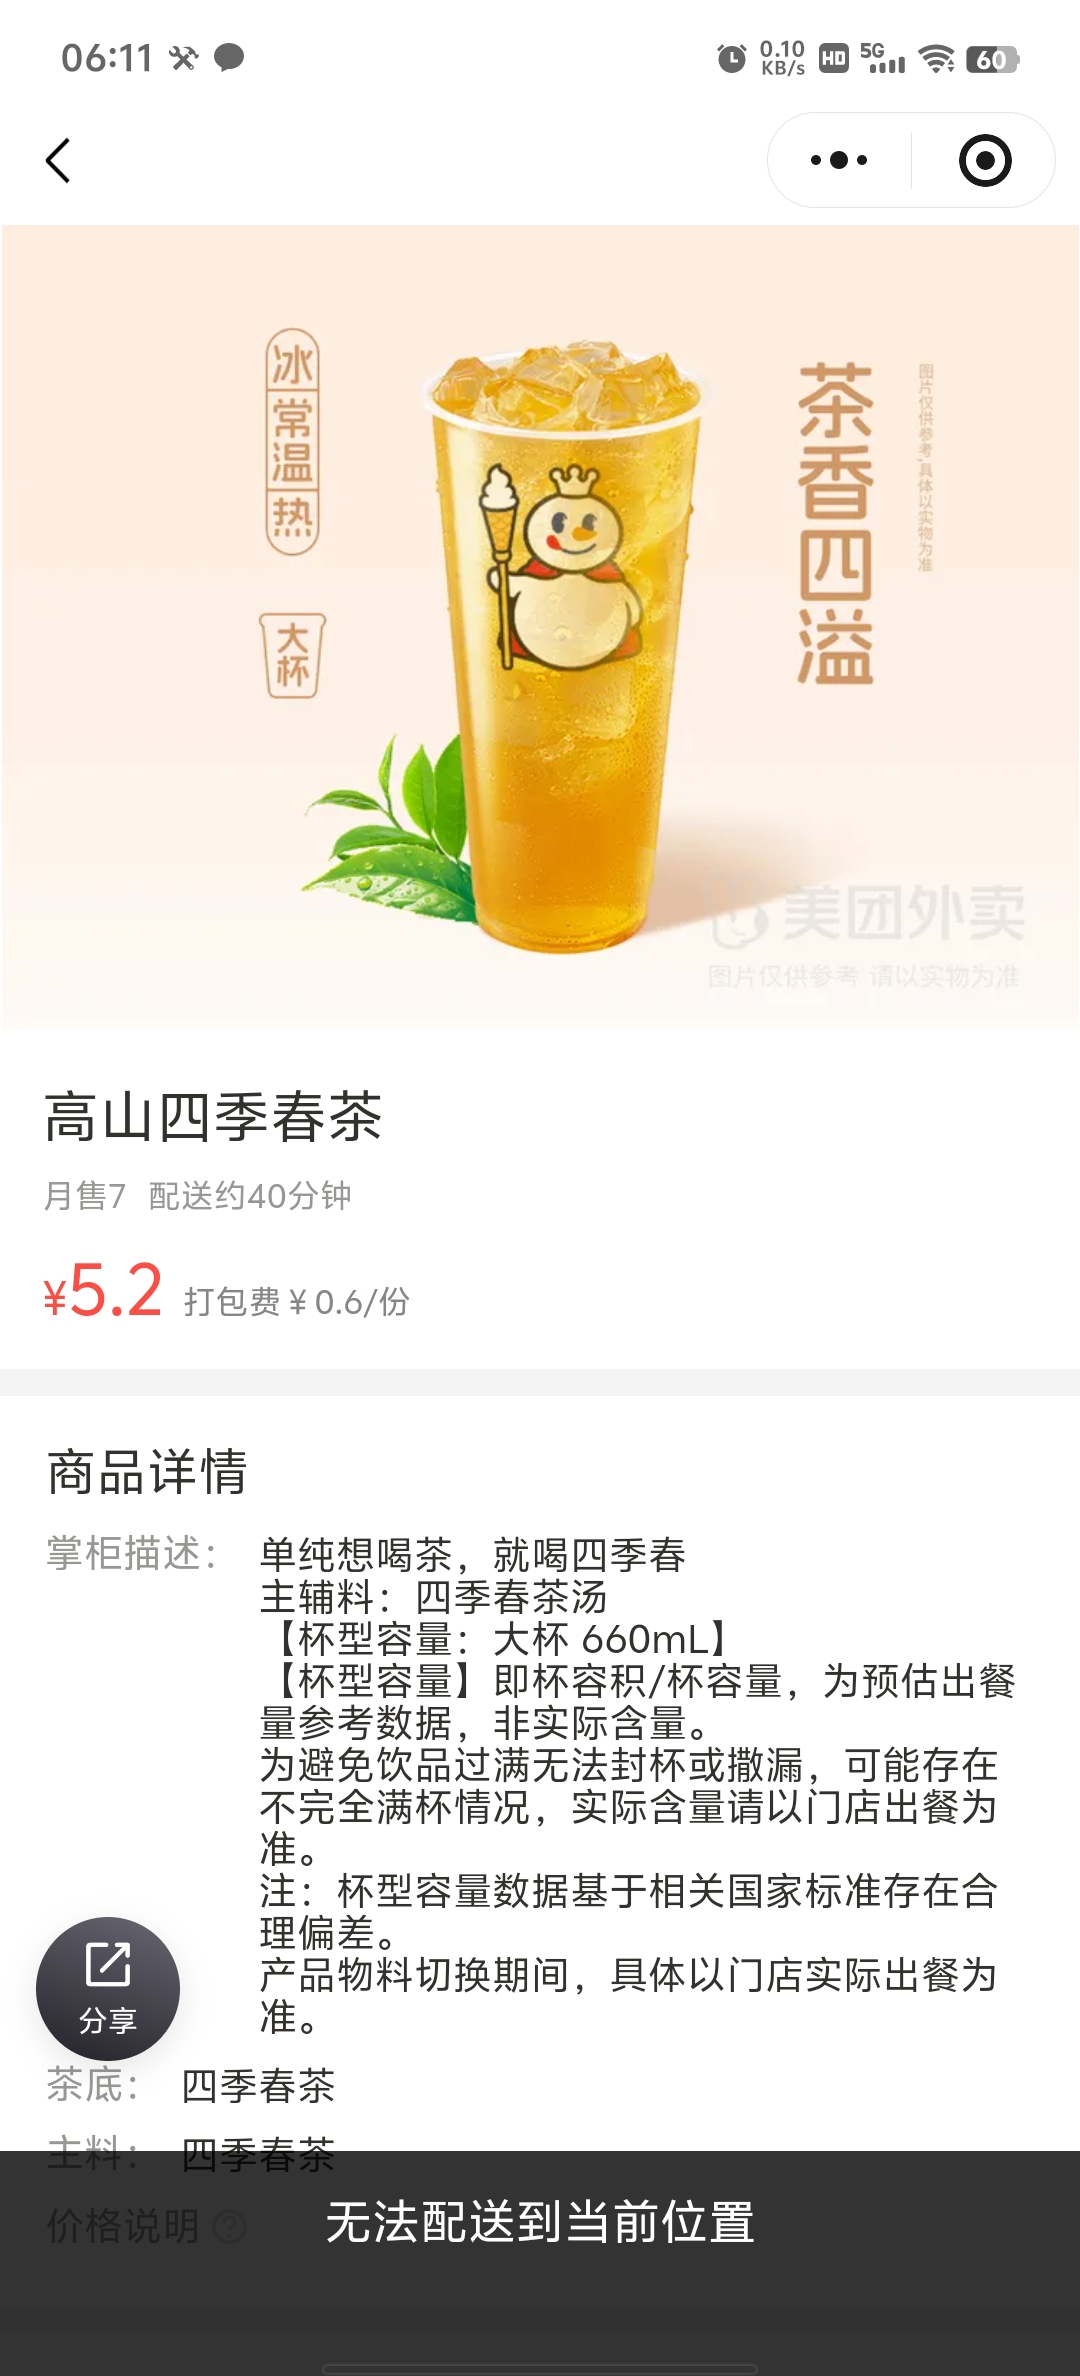 06:11
0.10
KB/s
HD
5G
60
冰
常温
热
大杯
茶香四溢
图片仅供参考,具体以实物为准
美团外卖
图片仅供参考 请以实物为准
高山四季春茶
月售7 配送约40分钟
¥5.2 打包费 ¥ 0.6/份
商品详情
掌柜描述： 单纯想喝茶，就喝四季春
主辅料：四季春茶汤
【杯型容量：大杯 660mL】
【杯型容量】即杯容积/杯容量，为预估出餐
量参考数据，非实际含量。
为避免饮品过满无法封杯或撒漏，可能存在
不完全满杯情况，实际含量请以门店出餐为
准。
注：杯型容量数据基于相关国家标准存在合
理偏差。
产品物料切换期间，具体以门店实际出餐为
准。
分享
茶底： 四季春茶
主料： 四季春茶
价格说明 ?
无法配送到当前位置